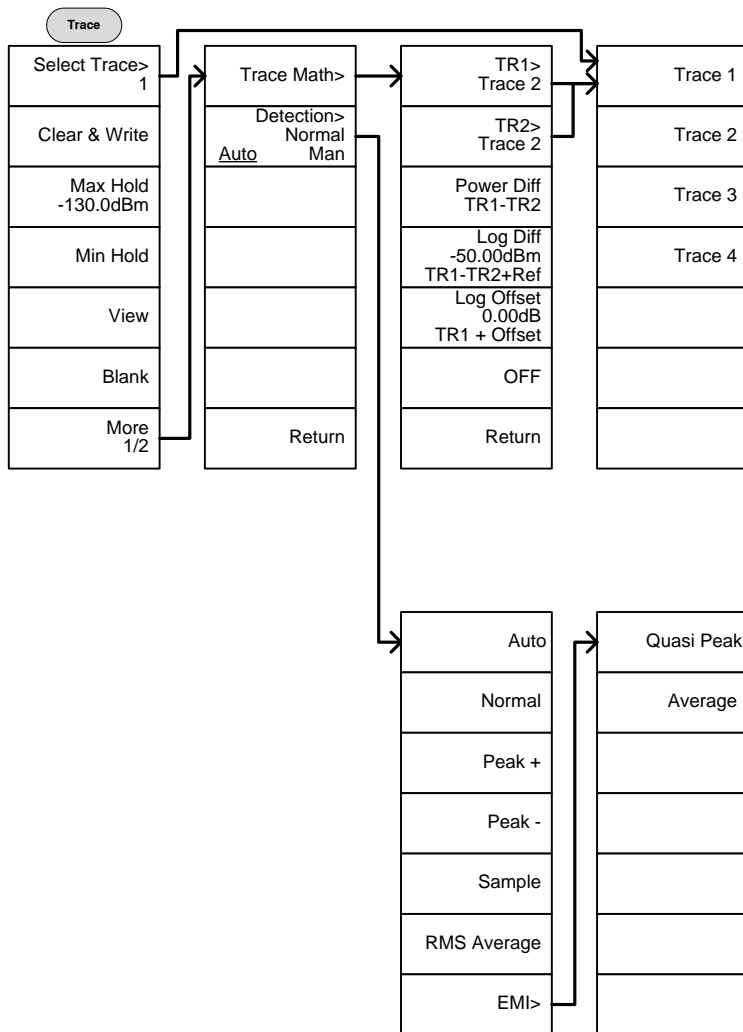 Trace
Select Trace>
1
Clear & Write
Max Hold
-130.0dBm
Min Hold
View
Blank
More
1/2
Trace Math>
Detection>
Normal
Auto Man
Return
TR1>
Trace 2
TR2>
Trace 2
Power Diff
TR1-TR2
Log Diff
-50.00dBm
TR1-TR2+Ref
Log Offset
0.00dB
TR1 + Offset
OFF
Return
Trace 1
Trace 2
Trace 3
Trace 4
Auto
Normal
Peak +
Peak -
Sample
RMS Average
EMI>
Quasi Peak
Average